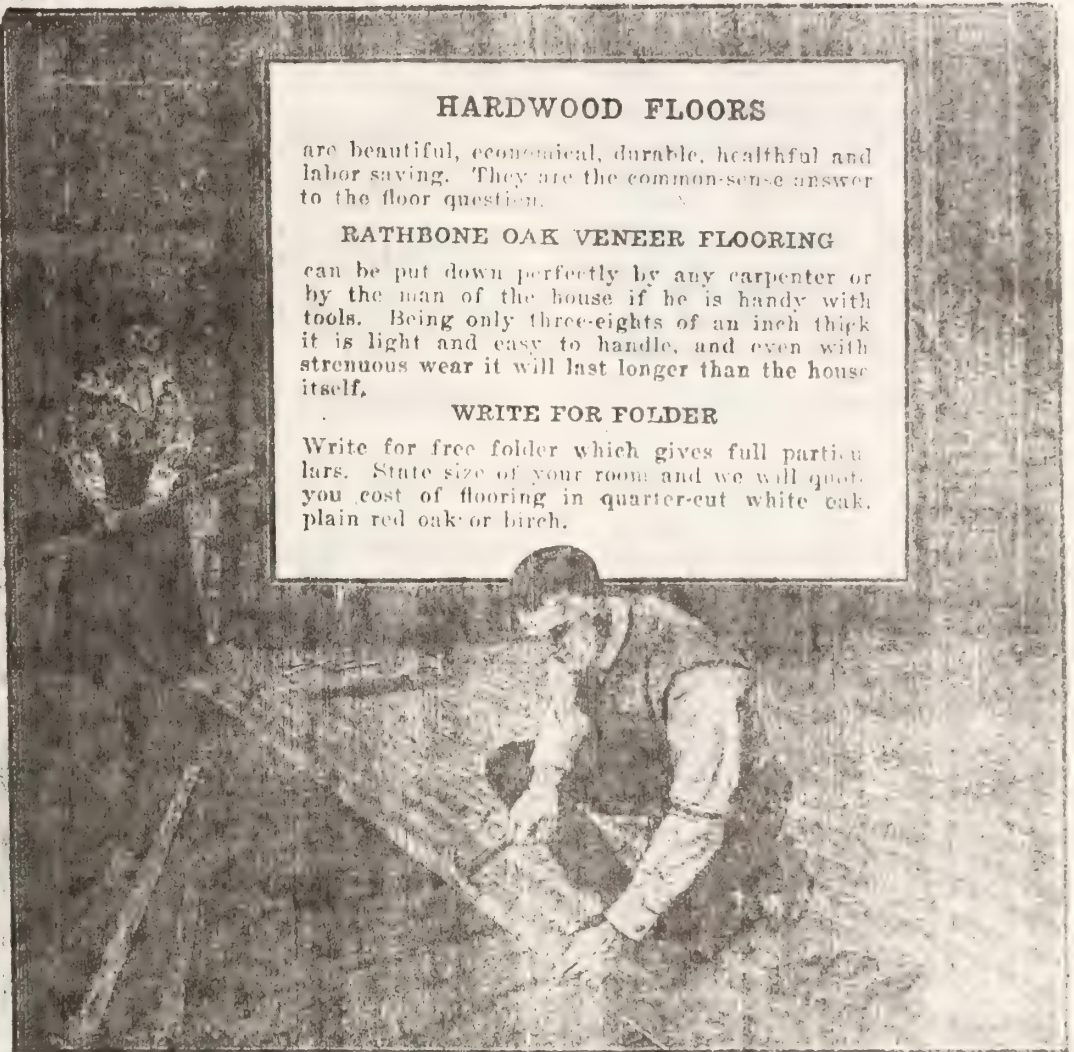 HARDWOOD FLOORS
are beautiful, economical, durable, healthful and
labor saving. They are the common-sense answer
to the floor question.
RATHBONE OAK VENEER FLOORING
can be put down perfectly by any carpenter or
by the man of the house if he is handy with
tools. Being only three-eights of an inch thick
it is light and easy to handle, and even with
strenuous wear it will last longer than the house
itself.
WRITE FOR FOLDER
Write for free folder which gives full particu
lars. State size of your room and we will quote
you cost of flooring in quarter-cut white oak,
plain red oak or birch.